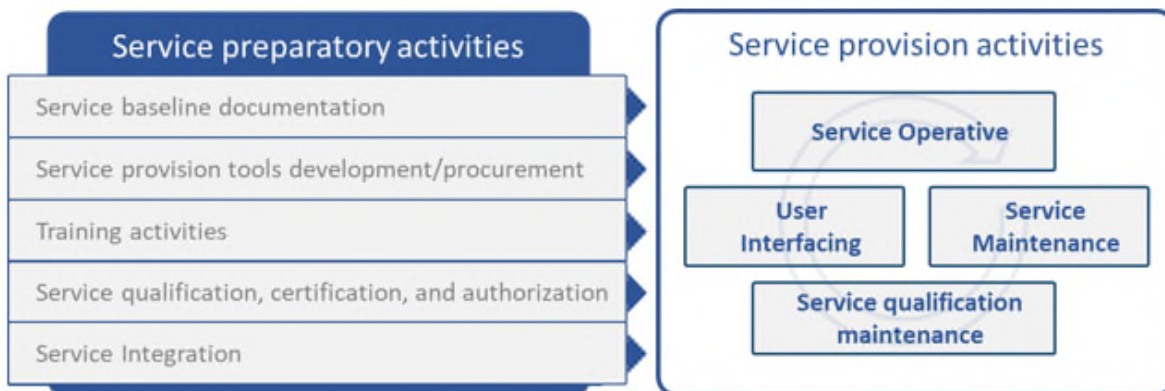 Service preparatory activities
Service baseline documentation
Service provision tools development/procurement
Training activities
Service qualification, certification, and authorization
Service Integration
Service provision activities
Service Operative
User
Interfacing
Service
Maintenance
Service qualification
maintenance